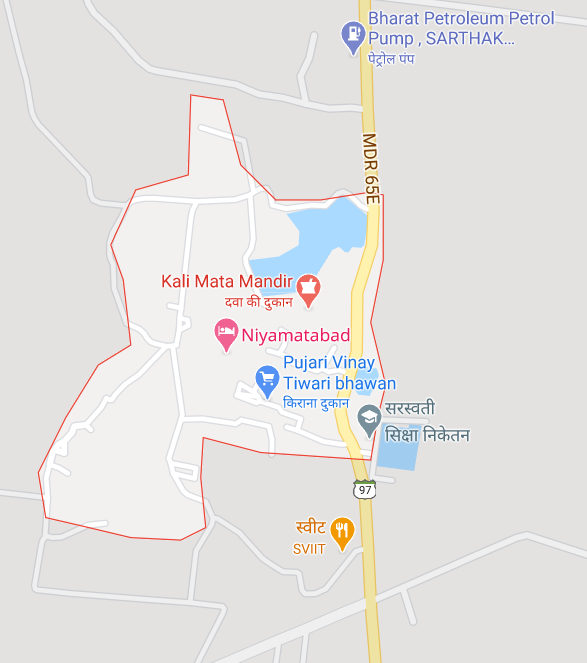 Bharat Petroleum Petrol
Pump , SARTHAK...
पेट्रोल पंप
MDR 65E
Kali Mata Mandir
दवा की दुकान
Niyamatabad
Pujari Vinay
Tiwari bhawan
किराना दुकान
सरस्वती
सिक्षा निकेतन
97
स्वीट
SVIIT